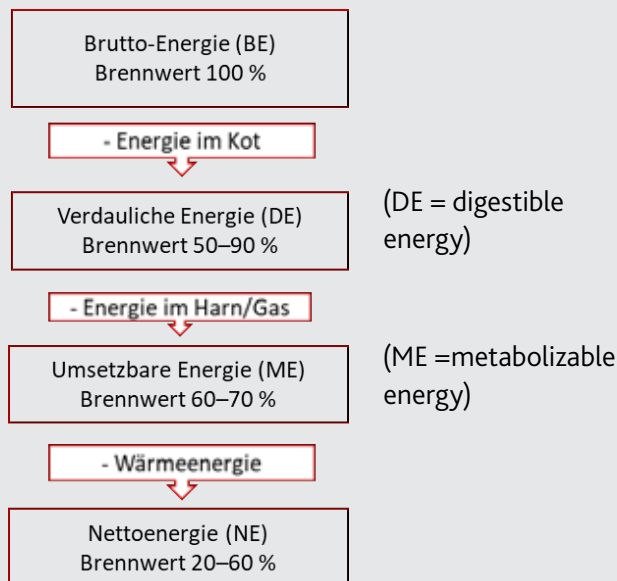 Brutto-Energie (BE)
Brennwert 100 %
- Energie im Kot
Verdauliche Energie (DE)
Brennwert 50–90 %
(DE = digestible
energy)
- Energie im Harn/Gas
Umsetzbare Energie (ME)
Brennwert 60–70 %
(ME =metabolizable
energy)
- Wärmeenergie
Nettoenergie (NE)
Brennwert 20–60 %